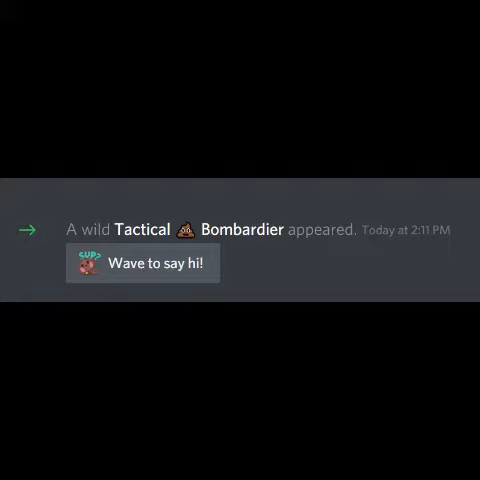 A wild Tactical 💩 Bombardier appeared. Today at 2:11 PM
SUP?
Wave to say hi!